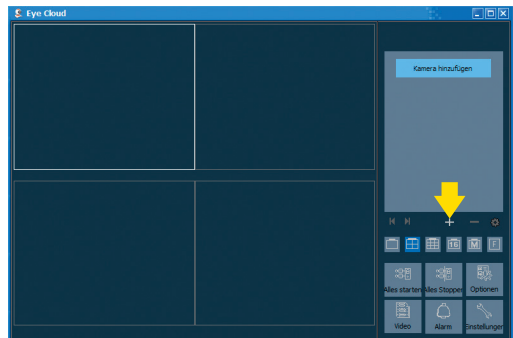 Eye Cloud
Kamera hinzufügen
16 M F
Alles starten Alles Stoppen Optionen
Video Alarm Einstellungen